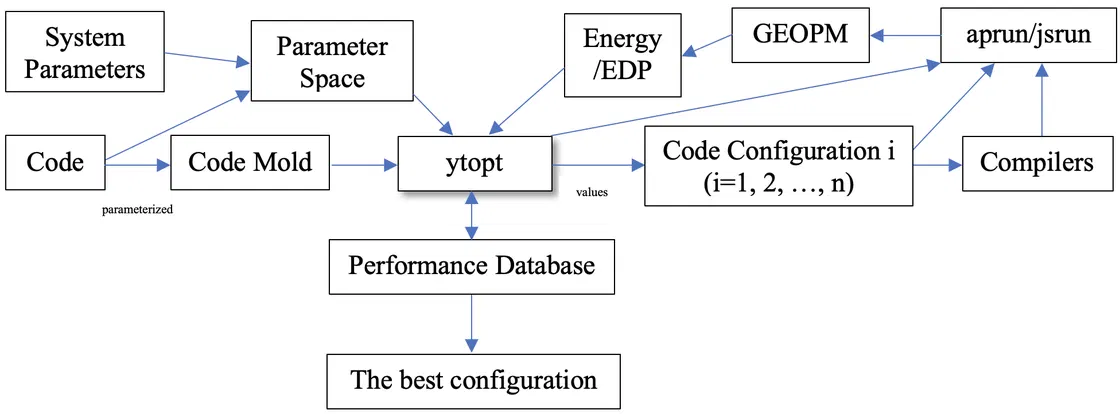 System
Parameters
Parameter
Space
Energy
/EDP
GEOPM
aprun/jsrun
Code
Code Mold
ytopt
Code Configuration i
(i=1, 2, …, n)
Compilers
parameterized
values
Performance Database
The best configuration